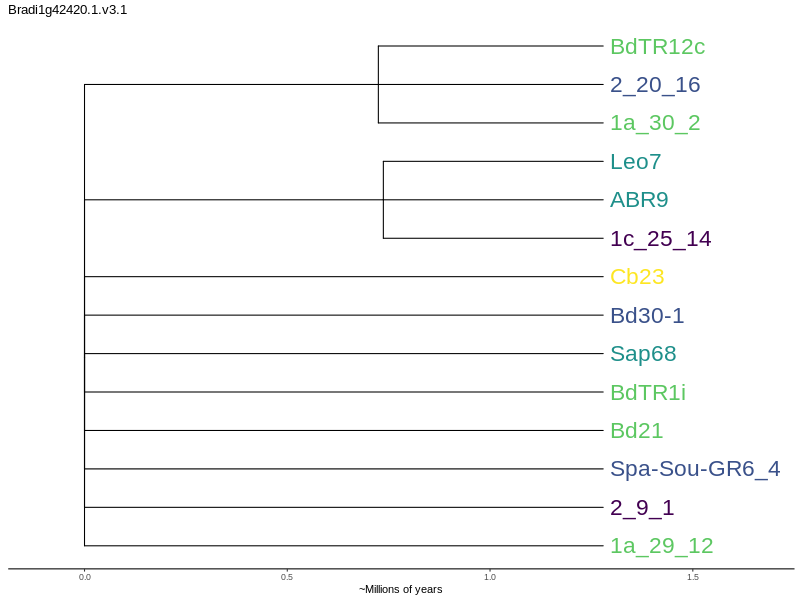 Bradi1g42420.1.v3.1
BdTR12c
2_20_16
1a_30_2
Leo7
ABR9
1c_25_14
Cb23
Bd30-1
Sap68
BdTR1i
Bd21
Spa-Sou-GR6_4
2_9_1
1a_29_12
0.0 0.5 1.0 1.5
~Millions of years